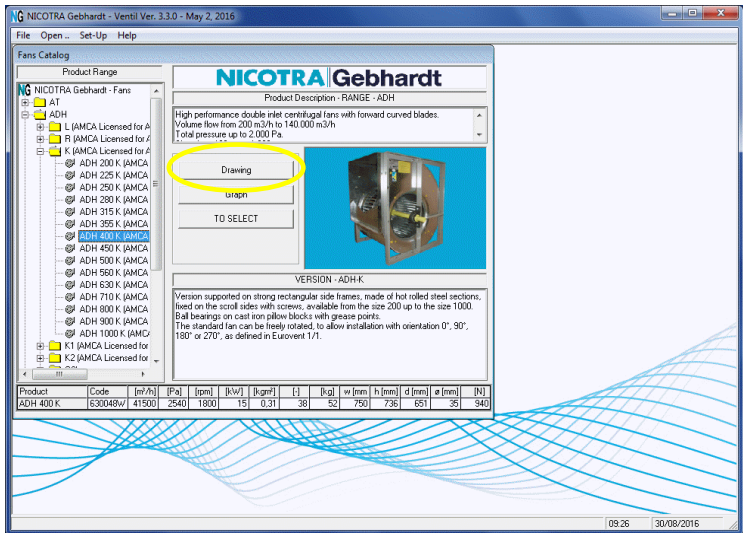 NG NICOTRA Gebhardt - Ventil Ver. 3.3.0 - May 2, 2016
File Open .. Set-Up Help
Fans Catalog
Product Range
NG NICOTRA Gebhardt - Fans
AT
ADH
L (AMCA Licensed for A
R (AMCA Licensed for A
K (AMCA Licensed for A
ADH 200 K (AMCA
ADH 225 K (AMCA
ADH 250 K (AMCA
ADH 280 K (AMCA
ADH 315 K (AMCA
ADH 355 K (AMCA
ADH 400 K (AMCA
ADH 450 K (AMCA
ADH 500 K (AMCA
ADH 560 K (AMCA
ADH 630 K (AMCA
ADH 710 K (AMCA
ADH 800 K (AMCA
ADH 900 K (AMCA
ADH 1000 K (AMCA
K1 (AMCA Licensed for
K2 (AMCA Licensed for
NICOTRA Gebhardt
Product Description - RANGE - ADH
High performance double inlet centrifugal fans with forward curved blades.
Volume flow from 200 m3/h to 140.000 m3/h
Total pressure up to 2.000 Pa.
Drawing
Graph
TO SELECT
VERSION - ADH-K
Version supported on strong rectangular side frames, made of hot rolled steel sections,
fixed on the scroll sides with screws, available from the size 200 up to the size 1000.
Ball bearings on cast iron pillow blocks with grease points.
The standard fan can be freely rotated, to allow installation with orientation 0°, 90°,
180° or 270°, as defined in Eurovent 1/1.
Product Code [m³/h] [Pa] [rpm] [kW] [kgm²] [-] [kg] w [mm h [mm] d [mm] ø [mm] [N]
ADH 400 K 630048W 41500 2540 1800 15 0,31 38 52 750 736 651 35 940
09:26 30/08/2016